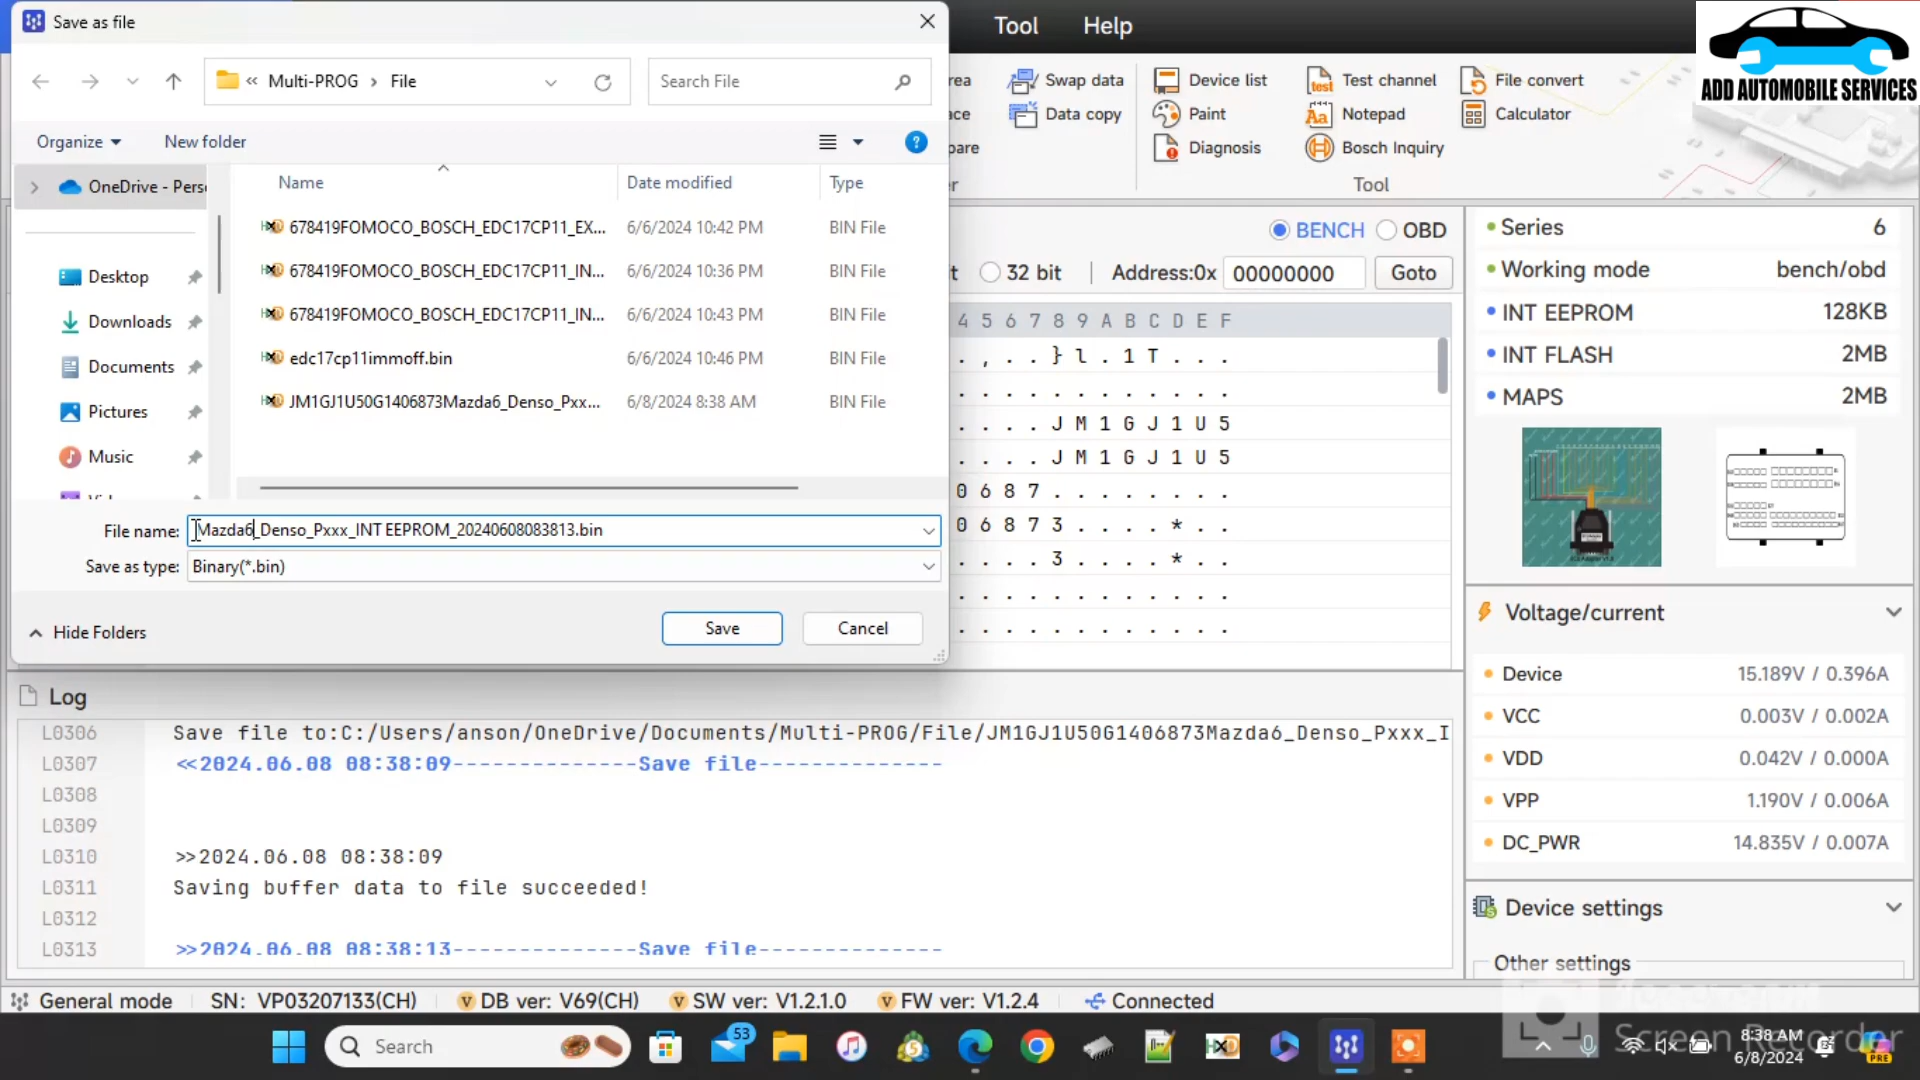 Save as file
Tool
Help
ADD AUTOMOBILE SERVICES
« Multi-PROG › File
Search File
Swap data
Device list
Test channel
File convert
Data copy
Paint
Notepad
Calculator
Diagnosis
Bosch Inquiry
Tool
Organize
New folder
OneDrive - Pers
Name
Date modified
Type
678419FOMOCO_BOSCH_EDC17CP11_EX...
6/6/2024 10:42 PM
BIN File
678419FOMOCO_BOSCH_EDC17CP11_IN...
6/6/2024 10:36 PM
BIN File
678419FOMOCO_BOSCH_EDC17CP11_IN...
6/6/2024 10:43 PM
BIN File
edc17cp11immoff.bin
6/6/2024 10:46 PM
BIN File
JM1GJ1U50G1406873Mazda6_Denso_Pxx...
6/8/2024 8:38 AM
BIN File
Desktop
Downloads
Documents
Pictures
Music
File name: Mazda6_Denso_Pxxx_INT EEPROM_20240608083813.bin
Save as type: Binary(*.bin)
Hide Folders
Save
Cancel
BENCH
OBD
32 bit
Address:0x
00000000
Goto
4 5 6 7 8 9 A B C D E F
. , . . } l . 1 T . . .
. . . . . . . . . . . .
. . . . J M 1 G J 1 U 5
. . . . J M 1 G J 1 U 5
0 6 8 7 . . . . . . . .
0 6 8 7 3 . . . . * . .
. . . . 3 . . . . * . .
. . . . . . . . . . . .
. . . . . . . . . . . .
Series 6
Working mode bench/obd
INT EEPROM 128KB
INT FLASH 2MB
MAPS 2MB
Voltage/current
Device 15.189V / 0.396A
VCC 0.003V / 0.002A
VDD 0.042V / 0.000A
VPP 1.190V / 0.006A
DC_PWR 14.835V / 0.007A
Device settings
Other settings
Log
L0306 Save file to:C:/Users/anson/OneDrive/Documents/Multi-PROG/File/JM1GJ1U50G1406873Mazda6_Denso_Pxxx_I
L0307 <<2024.06.08 08:38:09--------------Save file--------------
L0308
L0309
L0310 >>2024.06.08 08:38:09
L0311 Saving buffer data to file succeeded!
L0312
L0313 >>2024.06.08 08:38:13--------------Save file--------------
General mode
SN: VP03207133(CH)
DB ver: V69(CH)
SW ver: V1.2.1.0
FW ver: V1.2.4
Connected
Search
53
Screen Recorder
8:38 AM
6/8/2024
PRE